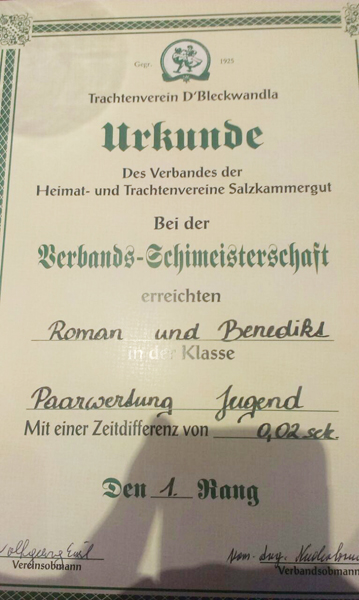 Gegr. 1925
Trachtenverein D'Bleckwandla
Urkunde
Des Verbandes der
Heimat- und Trachtenvereine Salzkammergut
Bei der
Verbands-Schimeisterschaft
erreichten
Roman und Benedikt
in der Klasse
Paarwertung Jugend
Mit einer Zeitdifferenz von 0,02 sek.
Den 1. Rang
Vereinsobmann
Verbandsobmann